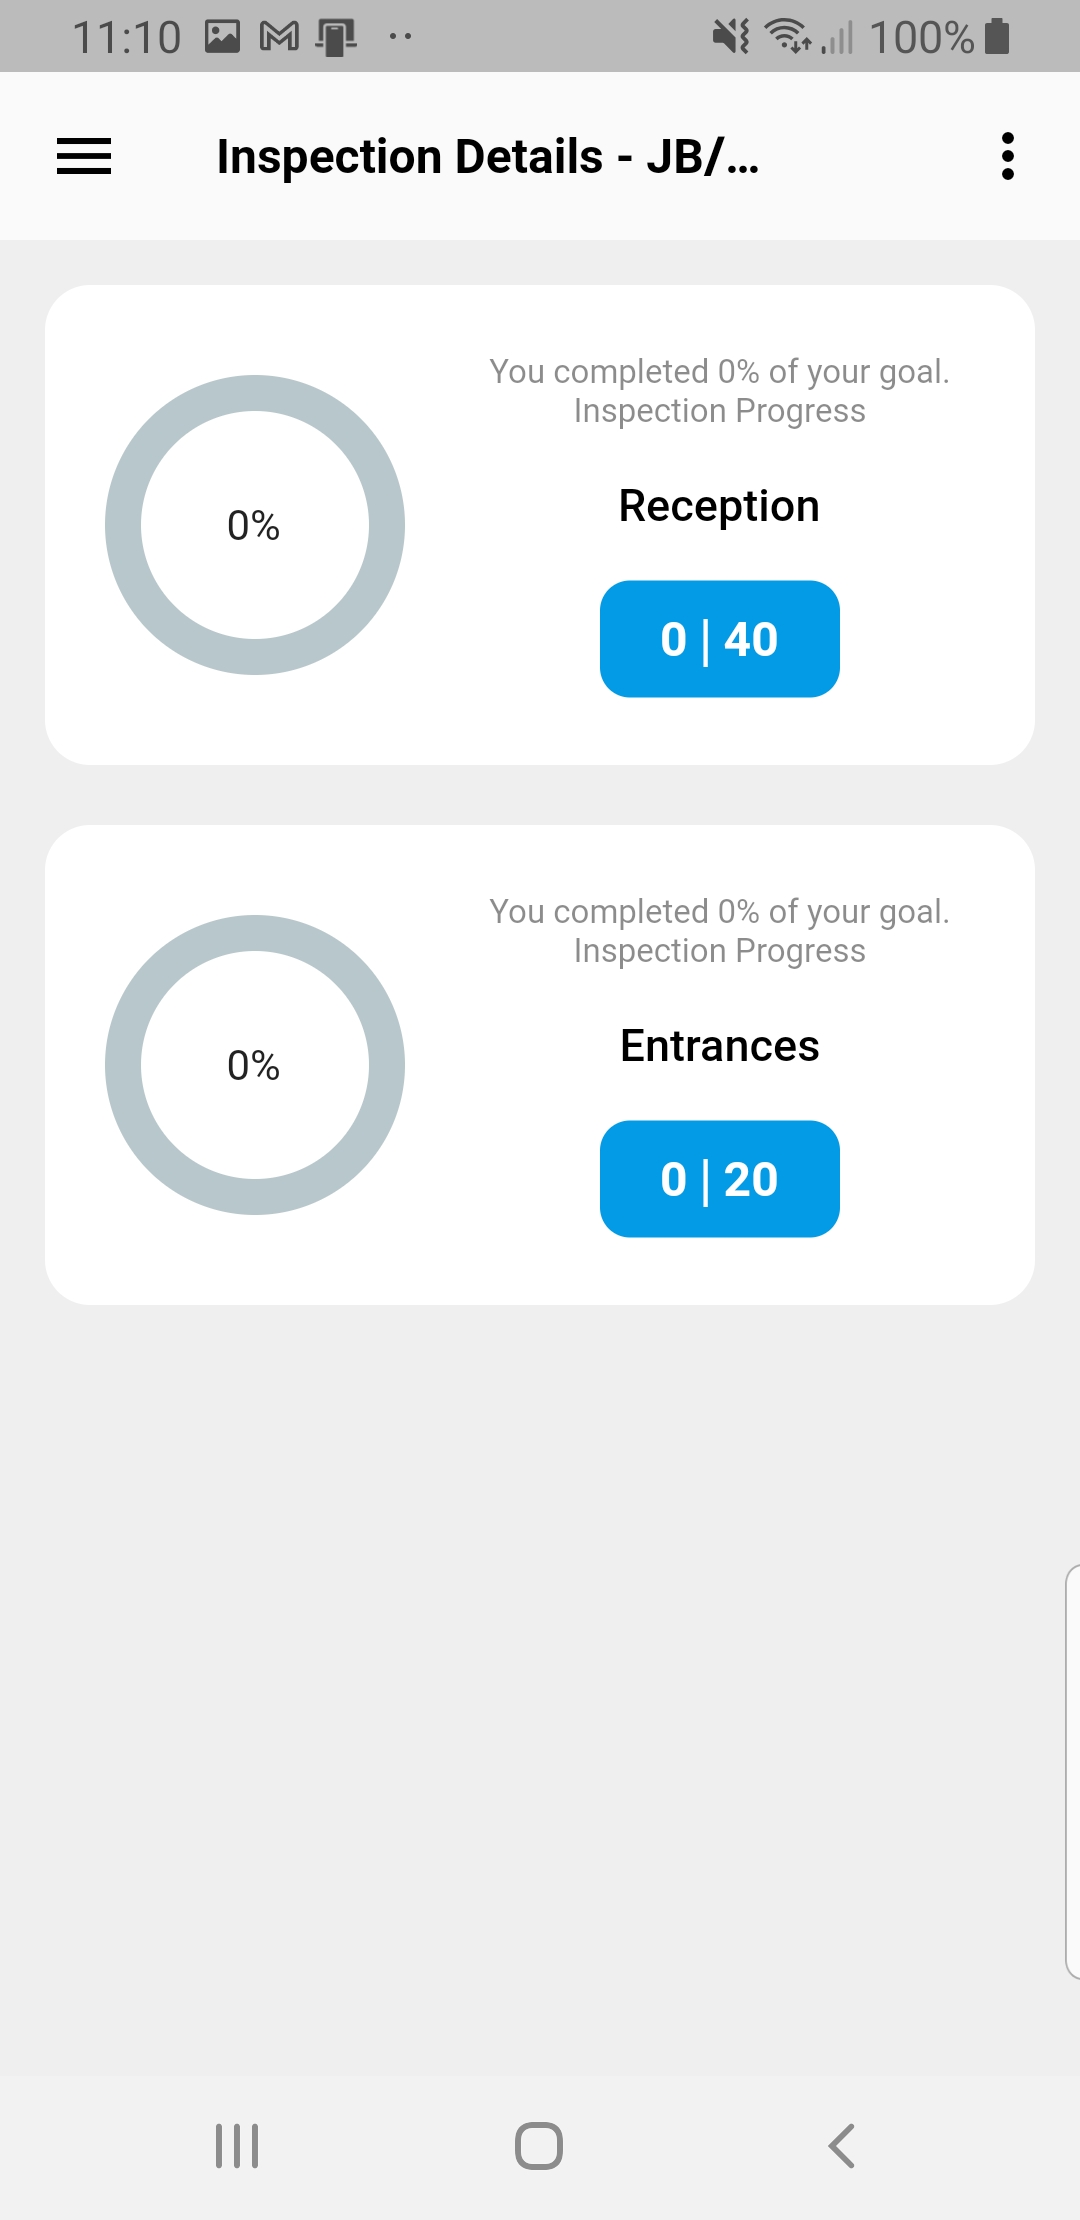 11:10
100%
Inspection Details - JB/...
You completed 0% of your goal.
Inspection Progress
0%
Reception
0 | 40
You completed 0% of your goal.
Inspection Progress
0%
Entrances
0 | 20